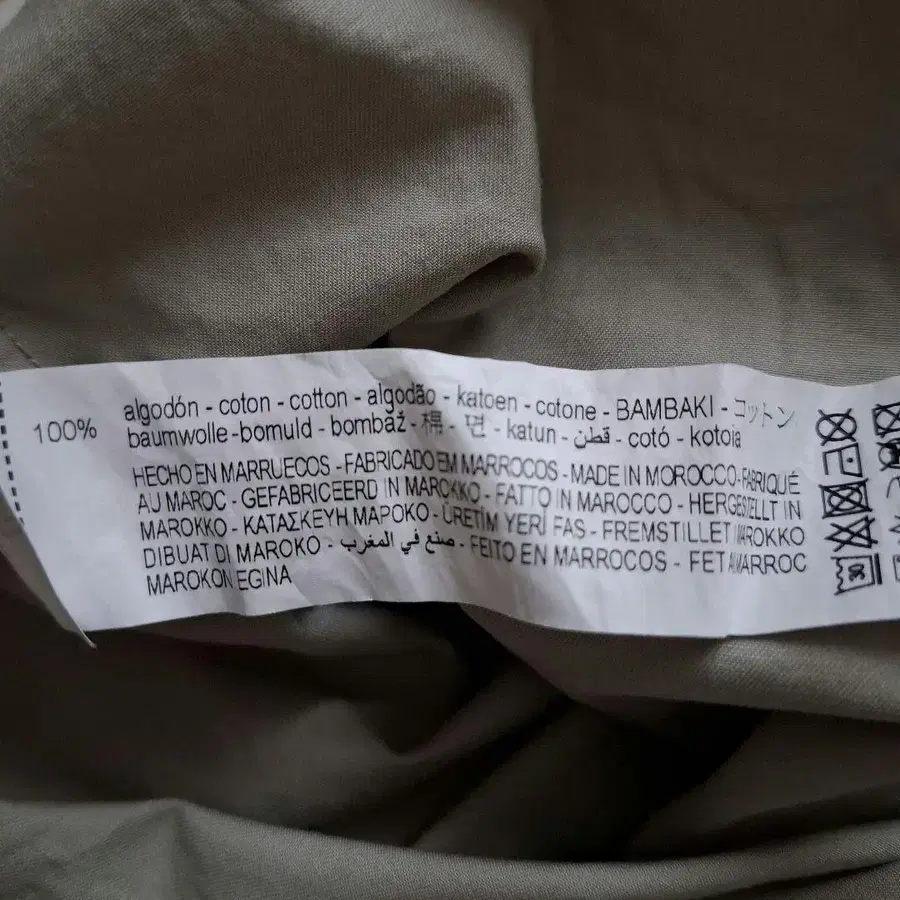 100%
algodón - coton - cotton - algodão - katoen - cotone - BAMBAKI - コットン
baumwolle - bomuld - bombaž - 棉 - 면 - katun - قطن - cotó - kotoia
HECHO EN MARRUECOS - FABRICADO EM MARROCOS - MADE IN MOROCCO - FABRIQUÉ
AU MAROC - GEFABRICEERD IN MAROKKO - FATTO IN MAROCCO - HERGESTELLT IN
MAROKKO - ΚΑΤΑΣΚΕΥΗ ΜΑΡΟΚΟ - ÜRETİM YERİ FAS - FREMSTILLET I MAROKKO
DIBUAT DI MAROKO - صنع في المغرب - FEITO EN MARROCOS - FET A MARROC
MAROKON EGINA